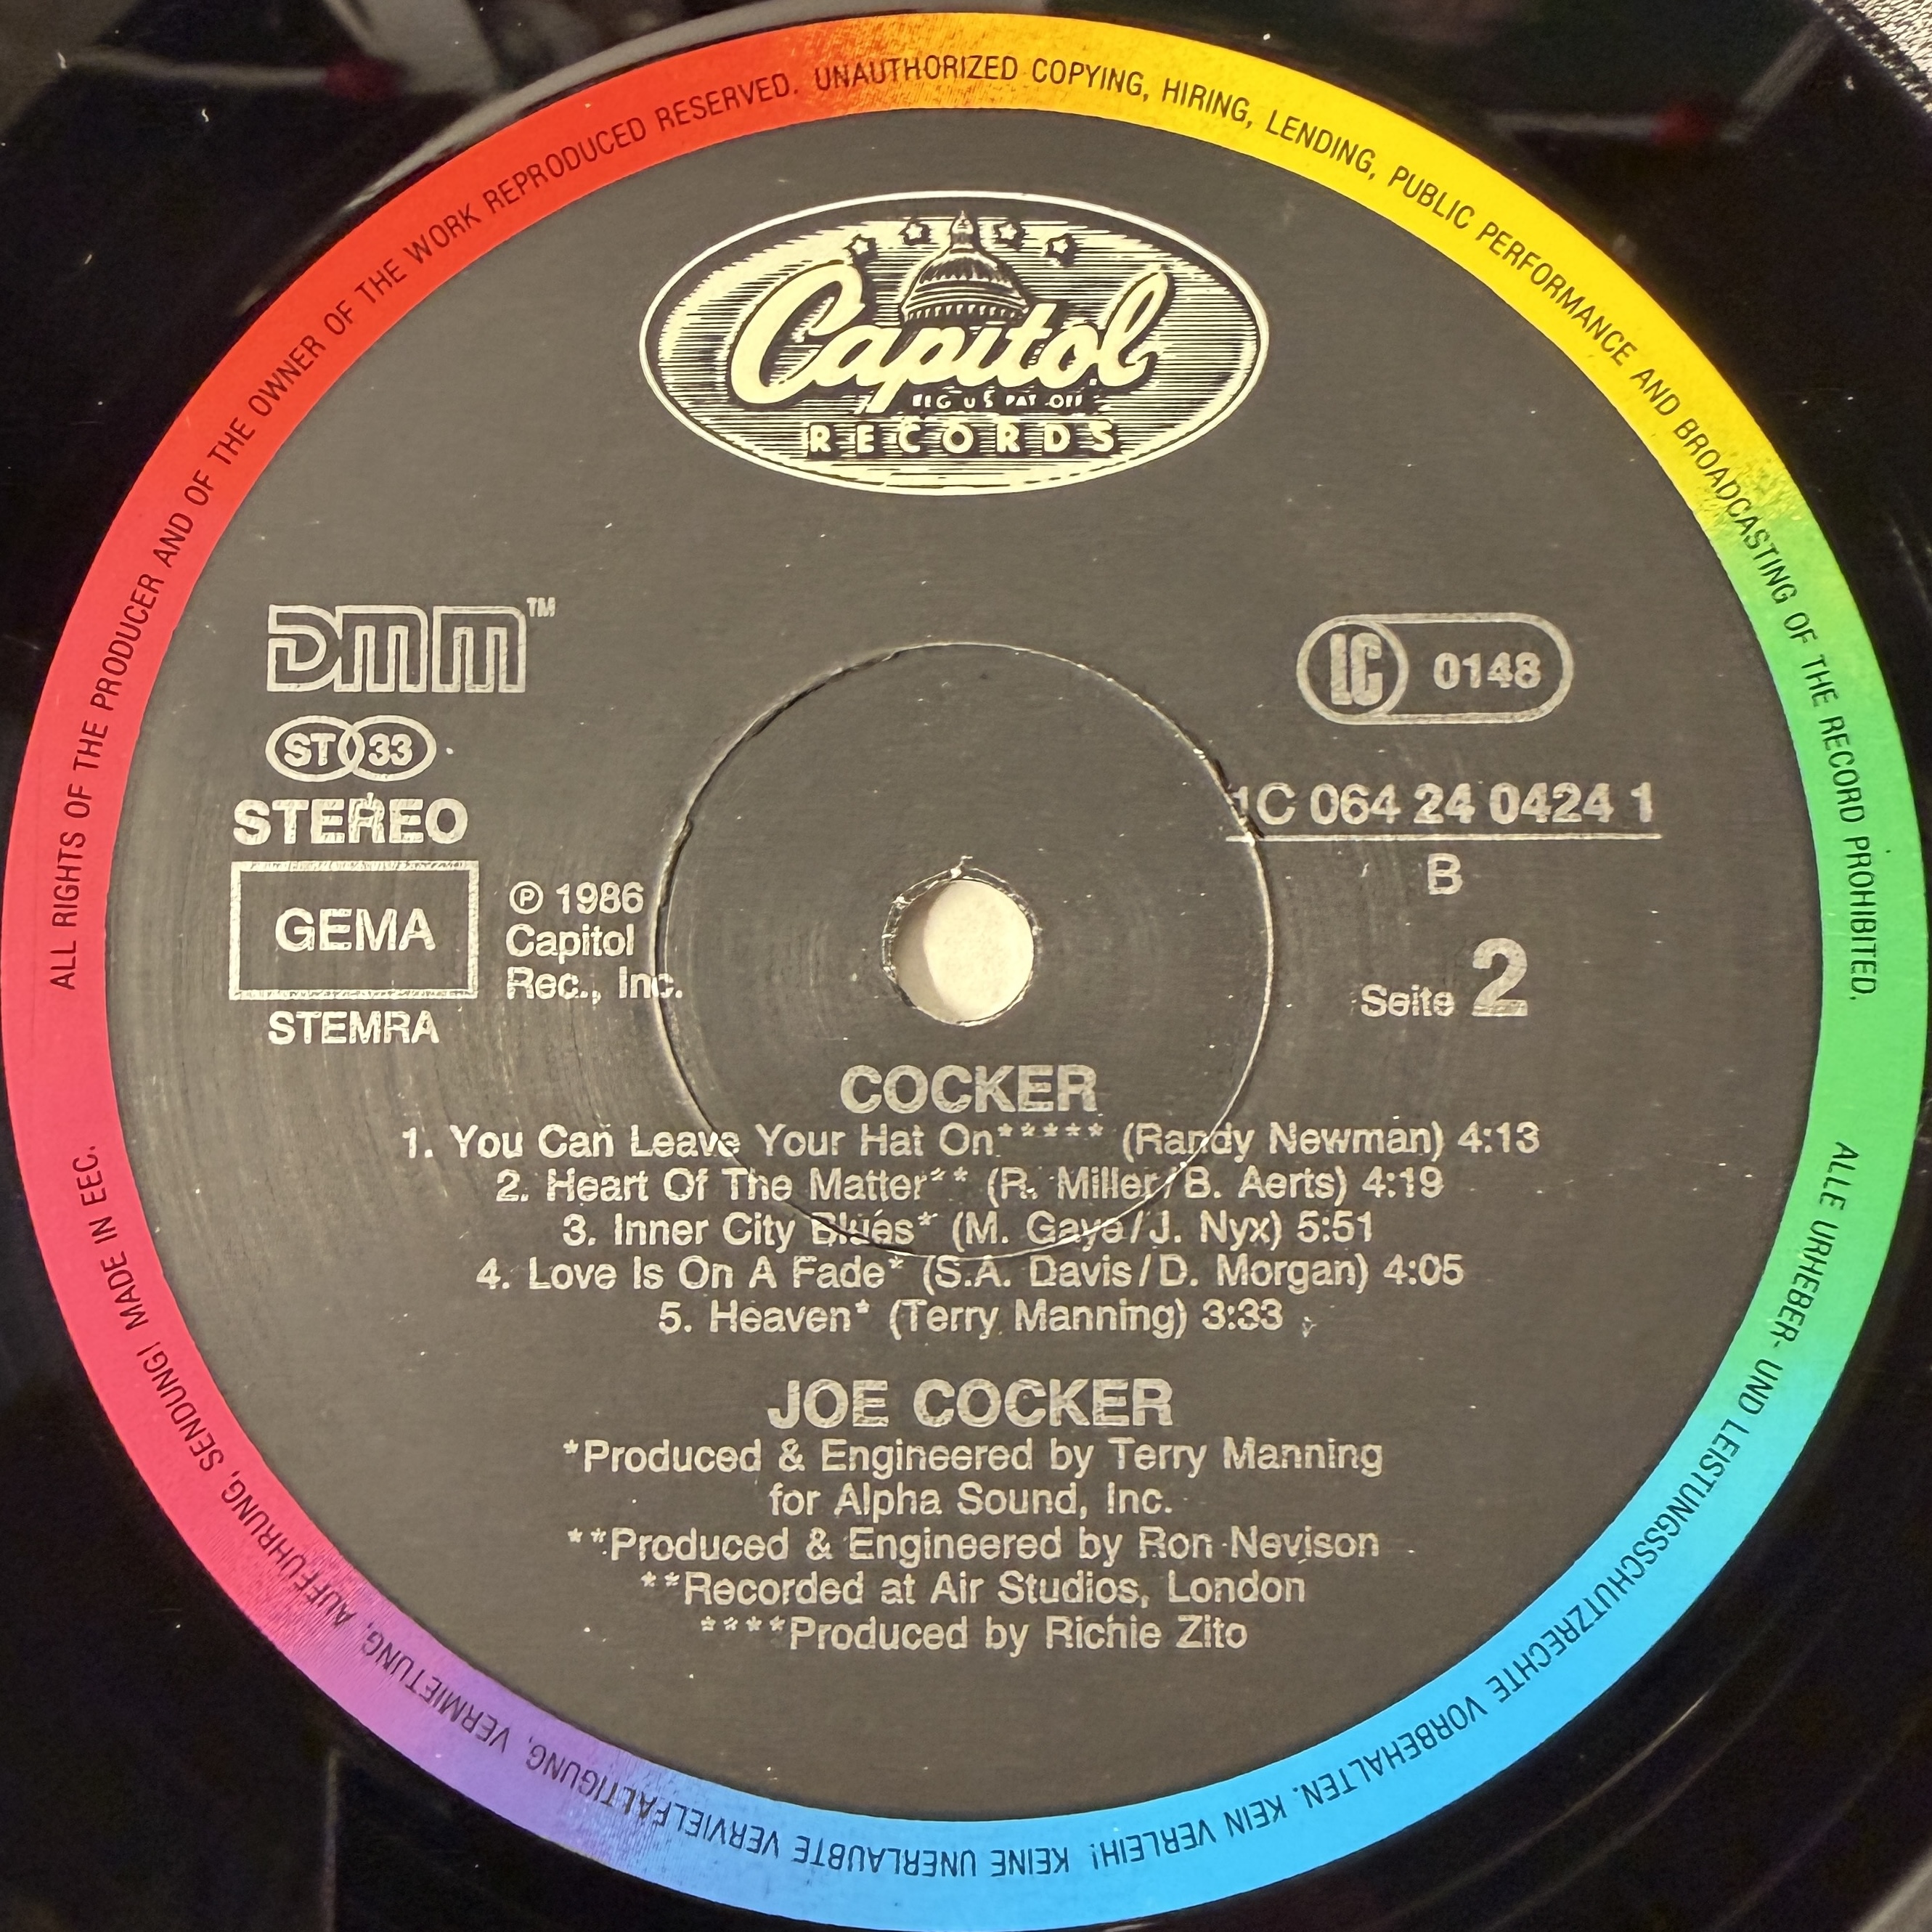 ALL RIGHTS OF THE PRODUCER AND OF THE OWNER OF THE WORK REPRODUCED RESERVED. UNAUTHORIZED COPYING, HIRING, LENDING, PUBLIC PERFORMANCE AND BROADCASTING OF THE RECORD PROHIBITED.
Capitol
REG US PAT OFF
RECORDS
DMM™
LC 0148
ST 33
STEREO
1C 064 24 0424 1
B
GEMA
STEMRA
℗ 1986
Capitol
Rec., Inc.
Seite 2
COCKER
1. You Can Leave Your Hat On***** (Randy Newman) 4:13
2. Heart Of The Matter** (R. Miller/B. Aerts) 4:19
3. Inner City Blues* (M. Gaye/J. Nyx) 5:51
4. Love Is On A Fade* (S.A. Davis/D. Morgan) 4:05
5. Heaven* (Terry Manning) 3:33
JOE COCKER
*Produced & Engineered by Terry Manning
for Alpha Sound, Inc.
**Produced & Engineered by Ron Nevison
**Recorded at Air Studios, London
****Produced by Richie Zito
ALLE URHEBER- UND LEISTUNGSSCHUTZRECHTE VORBEHALTEN. KEIN VERLEIH! KEINE UNERLAUBTE VERVIELFÄLTIGUNG, VERMIETUNG, AUFFÜHRUNG, SENDUNG! MADE IN EEC.